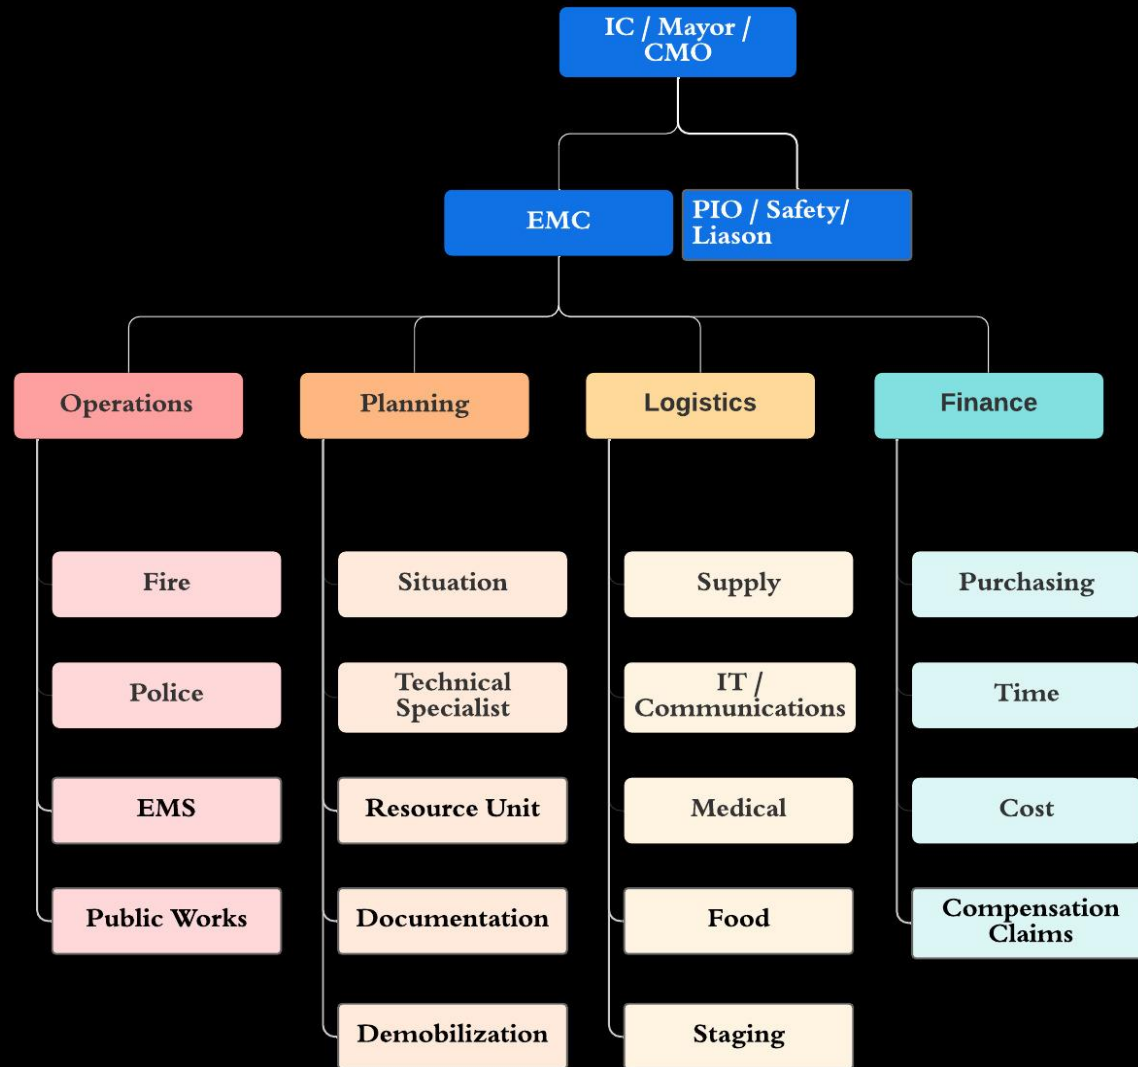 IC / Mayor /
CMO
EMC
PIO / Safety/
Liason
Operations
Planning
Logistics
Finance
Fire
Situation
Supply
Purchasing
Police
Technical
Specialist
IT /
Communications
Time
EMS
Resource Unit
Medical
Cost
Public Works
Documentation
Food
Compensation
Claims
Demobilization
Staging